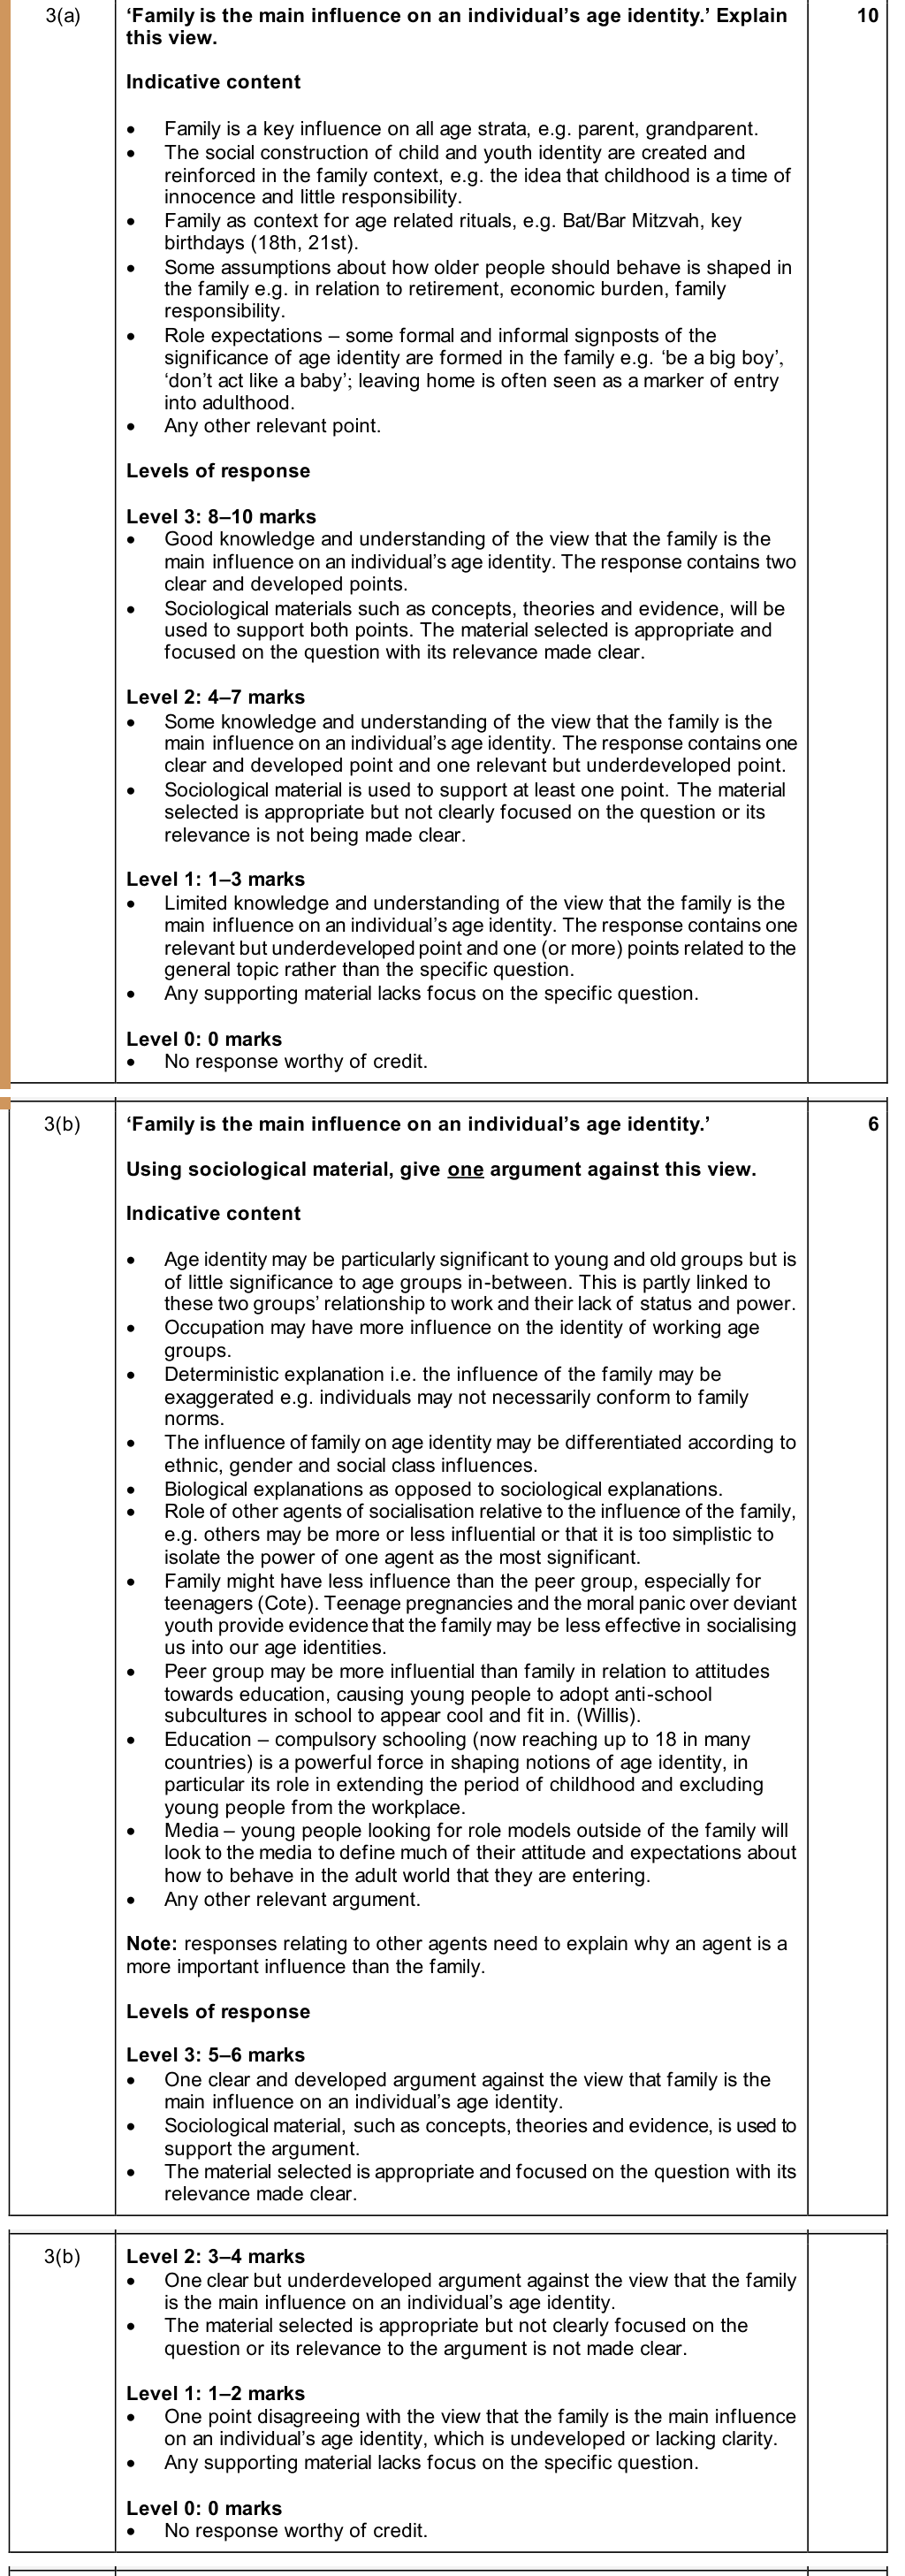 3(a) ‘Family is the main influence on an individual’s age identity.’ Explain 10
this view.
Indicative content
• Family is a key influence on all age strata, e.g. parent, grandparent.
• The social construction of child and youth identity are created and
reinforced in the family context, e.g. the idea that childhood is a time of
innocence and little responsibility.
• Family as context for age related rituals, e.g. Bat/Bar Mitzvah, key
birthdays (18th, 21st).
• Some assumptions about how older people should behave is shaped in
the family e.g. in relation to retirement, economic burden, family
responsibility.
• Role expectations – some formal and informal signposts of the
significance of age identity are formed in the family e.g. ‘be a big boy’,
‘don’t act like a baby’; leaving home is often seen as a marker of entry
into adulthood.
• Any other relevant point.
Levels of response
Level 3: 8–10 marks
• Good knowledge and understanding of the view that the family is the
main influence on an individual’s age identity. The response contains two
clear and developed points.
• Sociological materials such as concepts, theories and evidence, will be
used to support both points. The material selected is appropriate and
focused on the question with its relevance made clear.
Level 2: 4–7 marks
• Some knowledge and understanding of the view that the family is the
main influence on an individual’s age identity. The response contains one
clear and developed point and one relevant but underdeveloped point.
• Sociological material is used to support at least one point. The material
selected is appropriate but not clearly focused on the question or its
relevance is not being made clear.
Level 1: 1–3 marks
• Limited knowledge and understanding of the view that the family is the
main influence on an individual’s age identity. The response contains one
relevant but underdeveloped point and one (or more) points related to the
general topic rather than the specific question.
• Any supporting material lacks focus on the specific question.
Level 0: 0 marks
• No response worthy of credit.
3(b) ‘Family is the main influence on an individual’s age identity.’ 6
Using sociological material, give one argument against this view.
Indicative content
• Age identity may be particularly significant to young and old groups but is
of little significance to age groups in-between. This is partly linked to
these two groups’ relationship to work and their lack of status and power.
• Occupation may have more influence on the identity of working age
groups.
• Deterministic explanation i.e. the influence of the family may be
exaggerated e.g. individuals may not necessarily conform to family
norms.
• The influence of family on age identity may be differentiated according to
ethnic, gender and social class influences.
• Biological explanations as opposed to sociological explanations.
• Role of other agents of socialisation relative to the influence of the family,
e.g. others may be more or less influential or that it is too simplistic to
isolate the power of one agent as the most significant.
• Family might have less influence than the peer group, especially for
teenagers (Cote). Teenage pregnancies and the moral panic over deviant
youth provide evidence that the family may be less effective in socialising
us into our age identities.
• Peer group may be more influential than family in relation to attitudes
towards education, causing young people to adopt anti-school
subcultures in school to appear cool and fit in. (Willis).
• Education – compulsory schooling (now reaching up to 18 in many
countries) is a powerful force in shaping notions of age identity, in
particular its role in extending the period of childhood and excluding
young people from the workplace.
• Media – young people looking for role models outside of the family will
look to the media to define much of their attitude and expectations about
how to behave in the adult world that they are entering.
• Any other relevant argument.
Note: responses relating to other agents need to explain why an agent is a
more important influence than the family.
Levels of response
Level 3: 5–6 marks
• One clear and developed argument against the view that family is the
main influence on an individual’s age identity.
• Sociological material, such as concepts, theories and evidence, is used to
support the argument.
• The material selected is appropriate and focused on the question with its
relevance made clear.
3(b) Level 2: 3–4 marks
• One clear but underdeveloped argument against the view that the family
is the main influence on an individual’s age identity.
• The material selected is appropriate but not clearly focused on the
question or its relevance to the argument is not made clear.
Level 1: 1–2 marks
• One point disagreeing with the view that the family is the main influence
on an individual’s age identity, which is undeveloped or lacking clarity.
• Any supporting material lacks focus on the specific question.
Level 0: 0 marks
• No response worthy of credit.